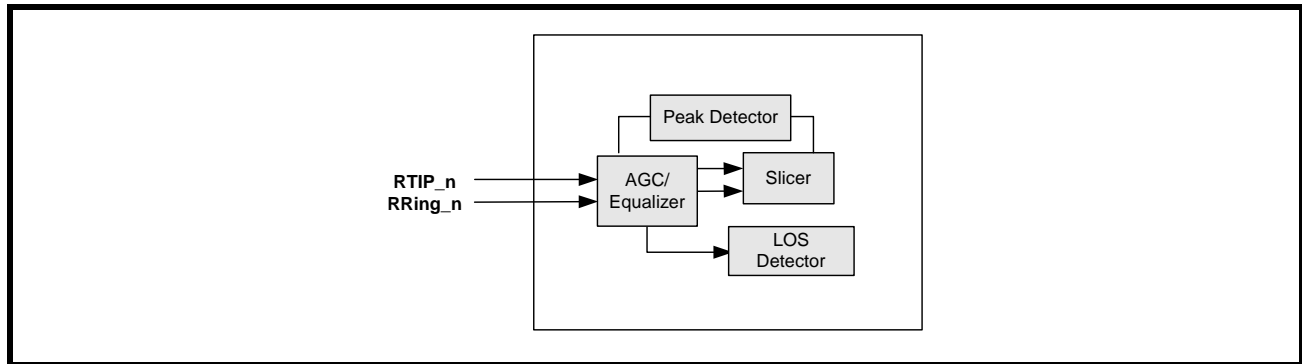 Peak Detector
RTIP_n
RRing_n
AGC/
Equalizer
Slicer
LOS
Detector